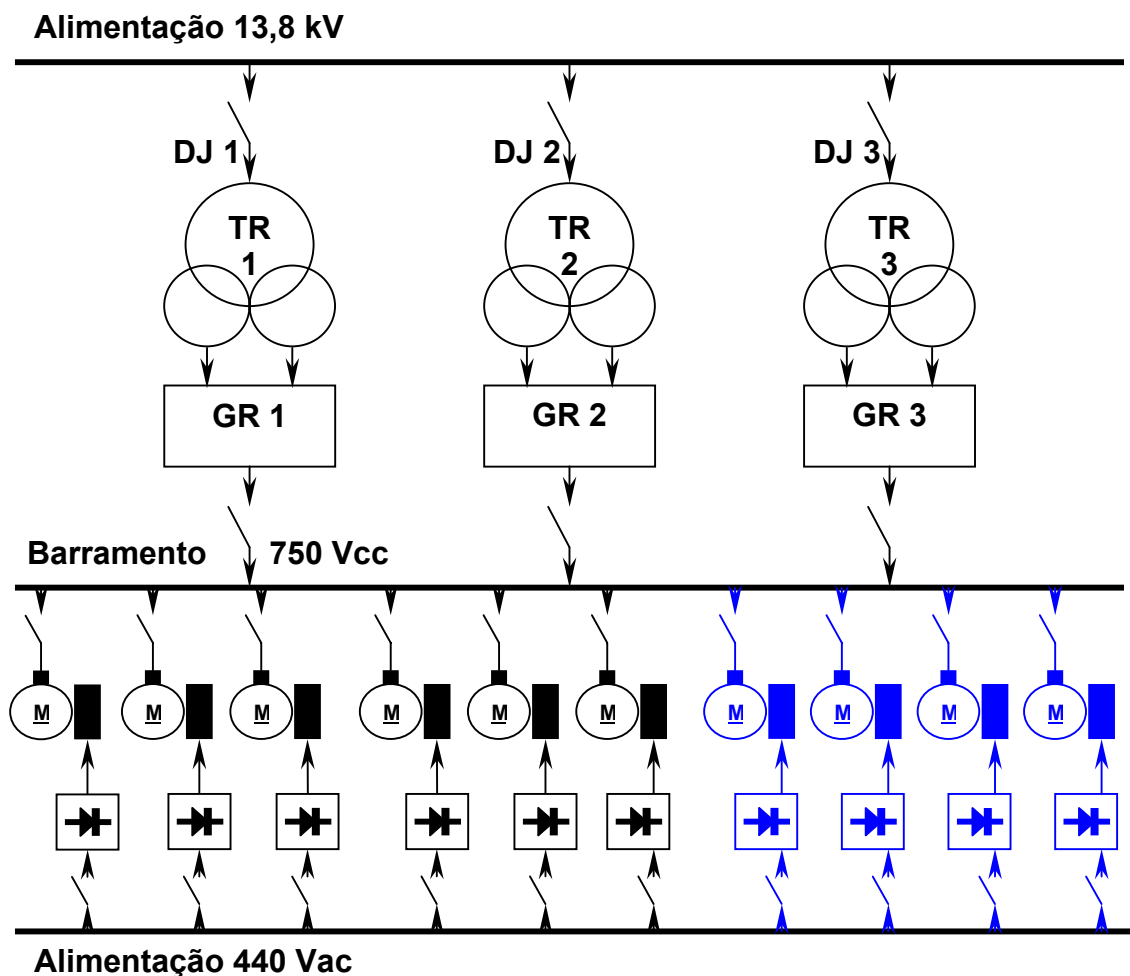 Alimentação 13,8 kV
DJ 1 DJ 2 DJ 3
TR TR TR
1 2 3
GR 1 GR 2 GR 3
Barramento 750 Vcc
M M M M M M M M M M
Alimentação 440 Vac